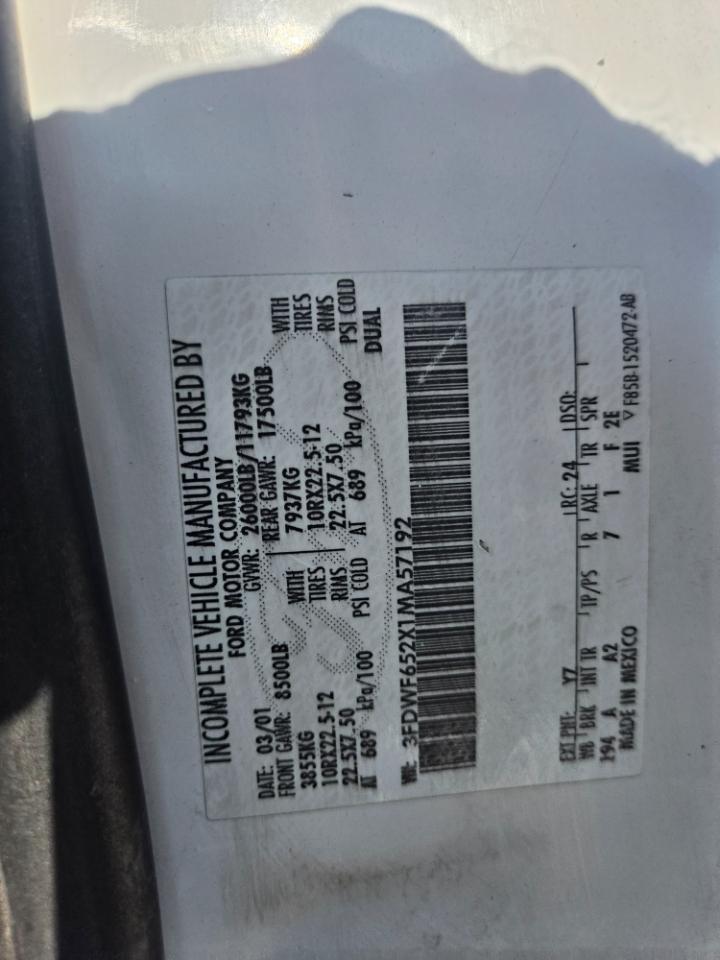 INCOMPLETE VEHICLE MANUFACTURED BY
FORD MOTOR COMPANY
DATE: 03/01 GVWR: 26000LB/11793KG
FRONT GAWR: 8500LB REAR GAWR: 17500LB
3855KG WITH 7937KG WITH
10RX22.5-12 TIRES 10RX22.5-12 TIRES
22.5X7.50 RIMS 22.5X7.50 RIMS
AT 689 kPa/100 PSI COLD AT 689 kPa/100 PSI COLD
DUAL
VIN: 3FDWF652X1MA57192
EXT PNT: Y7 RC: 24 DSO:
WB BRK INT TR TP/PS R AXLE TR SPR
194 A A2 7 1 F 2E
MADE IN MEXICO MUI ▽ F85B-1520472-AB